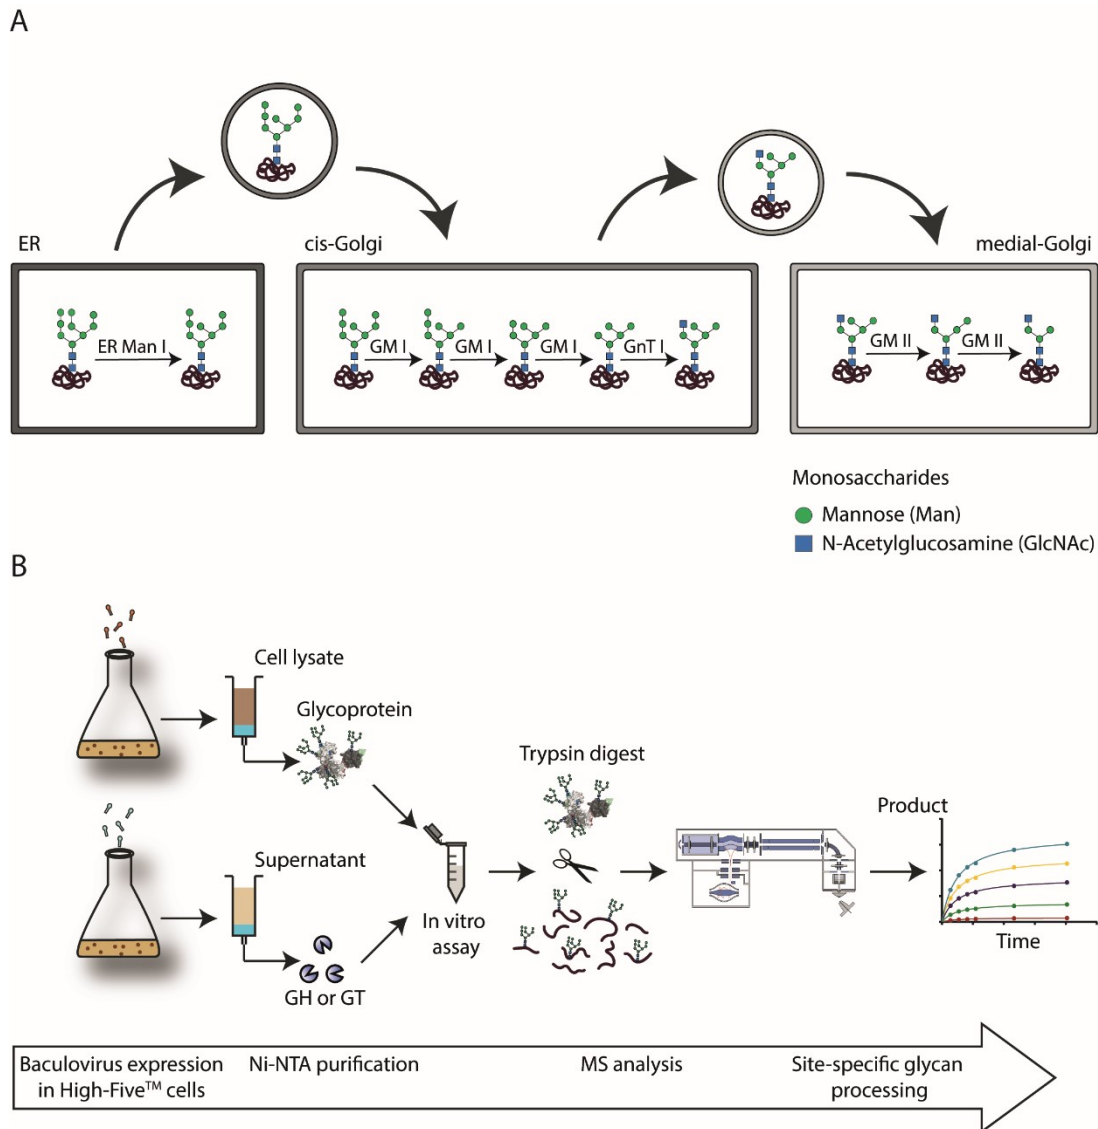 A
ER
cis-Golgi
medial-Golgi
ER Man I
GM I
GM I
GM I
GnT I
GM II
GM II
Monosaccharides
Mannose (Man)
N-Acetylglucosamine (GlcNAc)
B
Cell lysate
Glycoprotein
Trypsin digest
Product
Supernatant
In vitro
assay
Time
GH or GT
Baculovirus expression
in High-Five™ cells
Ni-NTA purification
MS analysis
Site-specific glycan
processing